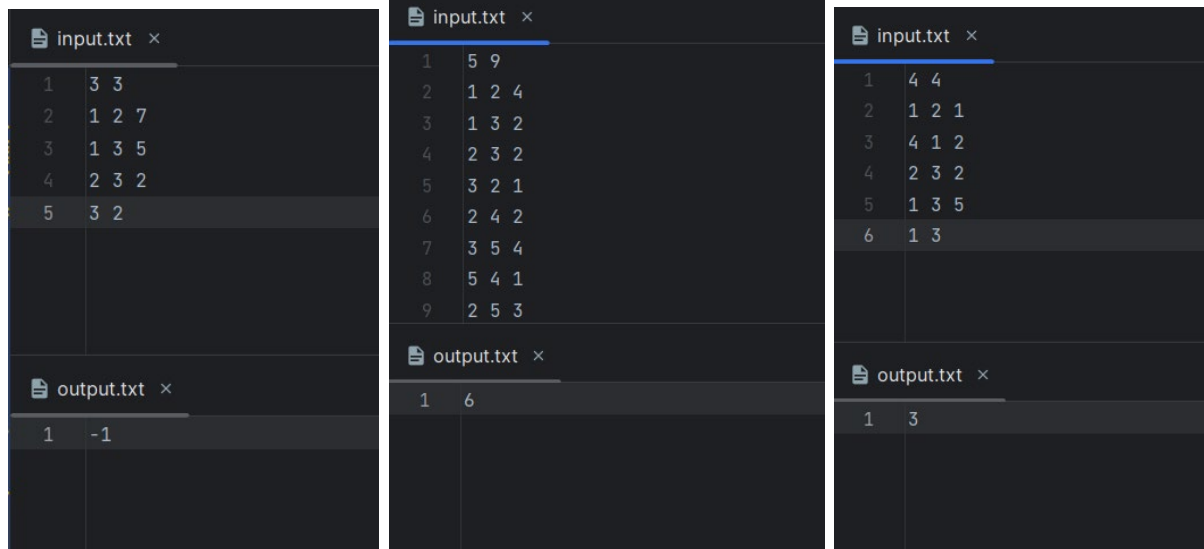 input.txt ×
1 3 3
2 1 2 7
3 1 3 5
4 2 3 2
5 3 2
output.txt ×
1 -1
input.txt ×
1 5 9
2 1 2 4
3 1 3 2
4 2 3 2
5 3 2 1
6 2 4 2
7 3 5 4
8 5 4 1
9 2 5 3
output.txt ×
1 6
input.txt ×
1 4 4
2 1 2 1
3 4 1 2
4 2 3 2
5 1 3 5
6 1 3
output.txt ×
1 3